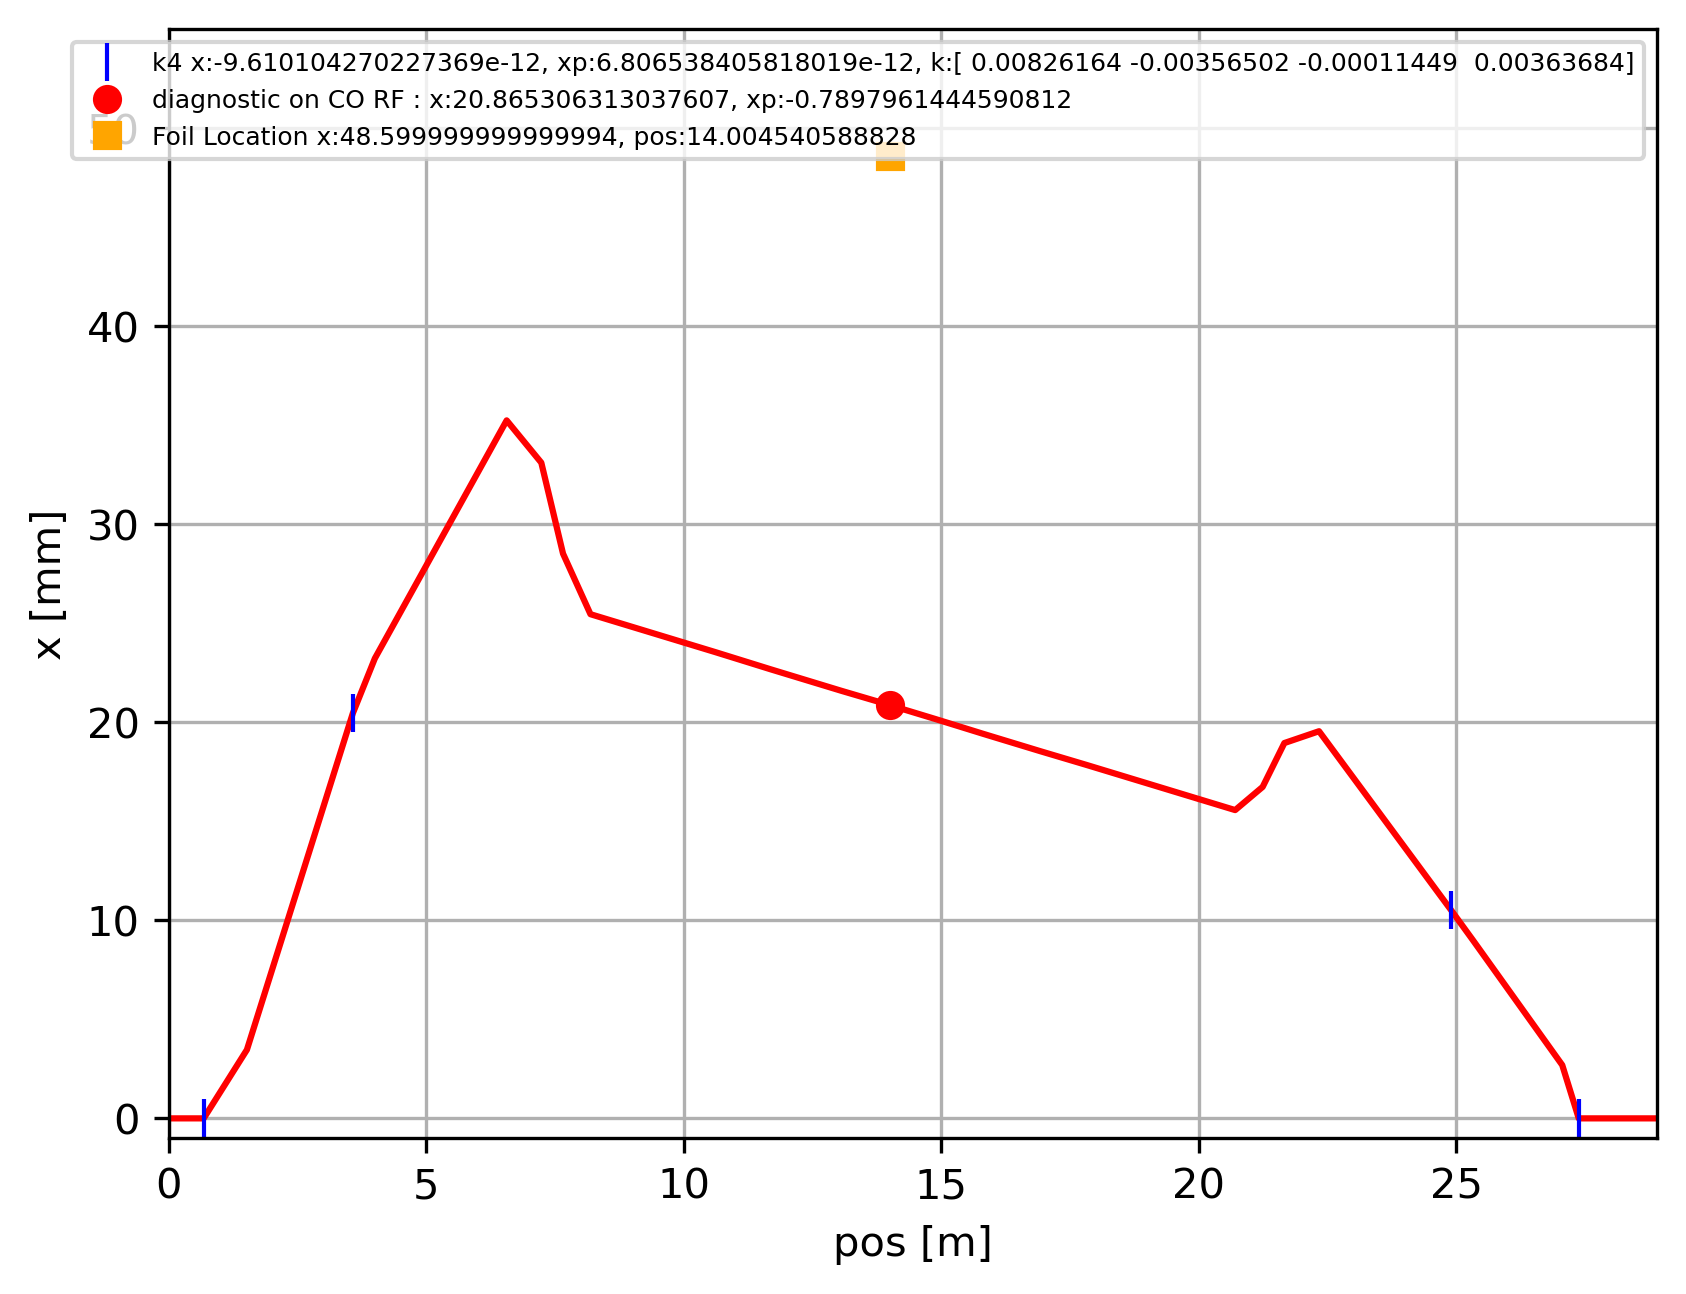 k4 x:-9.610104270227369e-12, xp:6.806538405818019e-12, k:[ 0.00826164 -0.00356502 -0.00011449  0.00363684]
diagnostic on CO RF : x:20.865306313037607, xp:-0.7897961444590812
Foil Location x:48.599999999999994, pos:14.004540588828
50
40
30
20
10
0
x [mm]
0 5 10 15 20 25
pos [m]